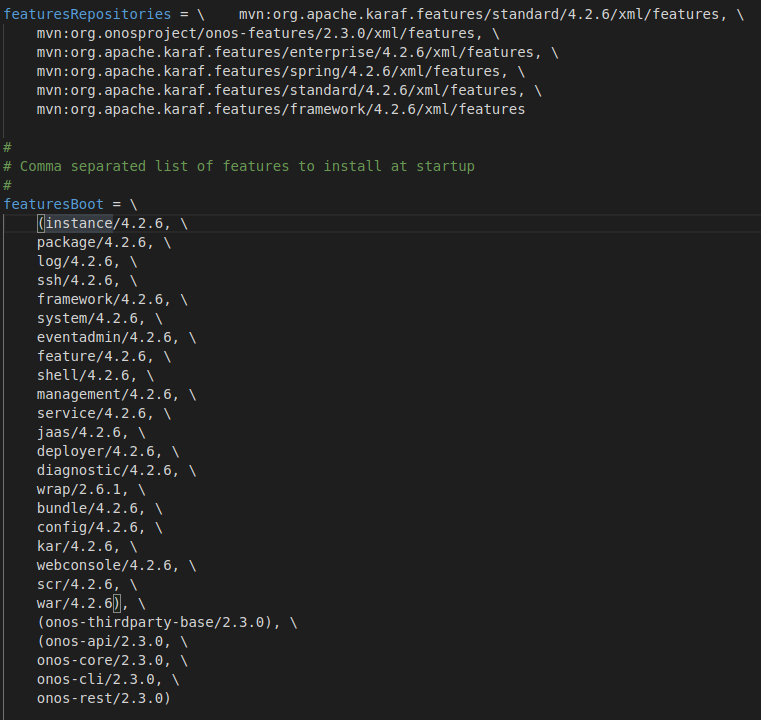 featuresRepositories = \    mvn:org.apache.karaf.features/standard/4.2.6/xml/features, \
    mvn:org.onosproject/onos-features/2.3.0/xml/features, \
    mvn:org.apache.karaf.features/enterprise/4.2.6/xml/features, \
    mvn:org.apache.karaf.features/spring/4.2.6/xml/features, \
    mvn:org.apache.karaf.features/standard/4.2.6/xml/features, \
    mvn:org.apache.karaf.features/framework/4.2.6/xml/features

#
# Comma separated list of features to install at startup
#
featuresBoot = \
    (instance/4.2.6, \
    package/4.2.6, \
    log/4.2.6, \
    ssh/4.2.6, \
    framework/4.2.6, \
    system/4.2.6, \
    eventadmin/4.2.6, \
    feature/4.2.6, \
    shell/4.2.6, \
    management/4.2.6, \
    service/4.2.6, \
    jaas/4.2.6, \
    deployer/4.2.6, \
    diagnostic/4.2.6, \
    wrap/2.6.1, \
    bundle/4.2.6, \
    config/4.2.6, \
    kar/4.2.6, \
    webconsole/4.2.6, \
    scr/4.2.6, \
    war/4.2.6), \
    (onos-thirdparty-base/2.3.0), \
    (onos-api/2.3.0, \
    onos-core/2.3.0, \
    onos-cli/2.3.0, \
    onos-rest/2.3.0)